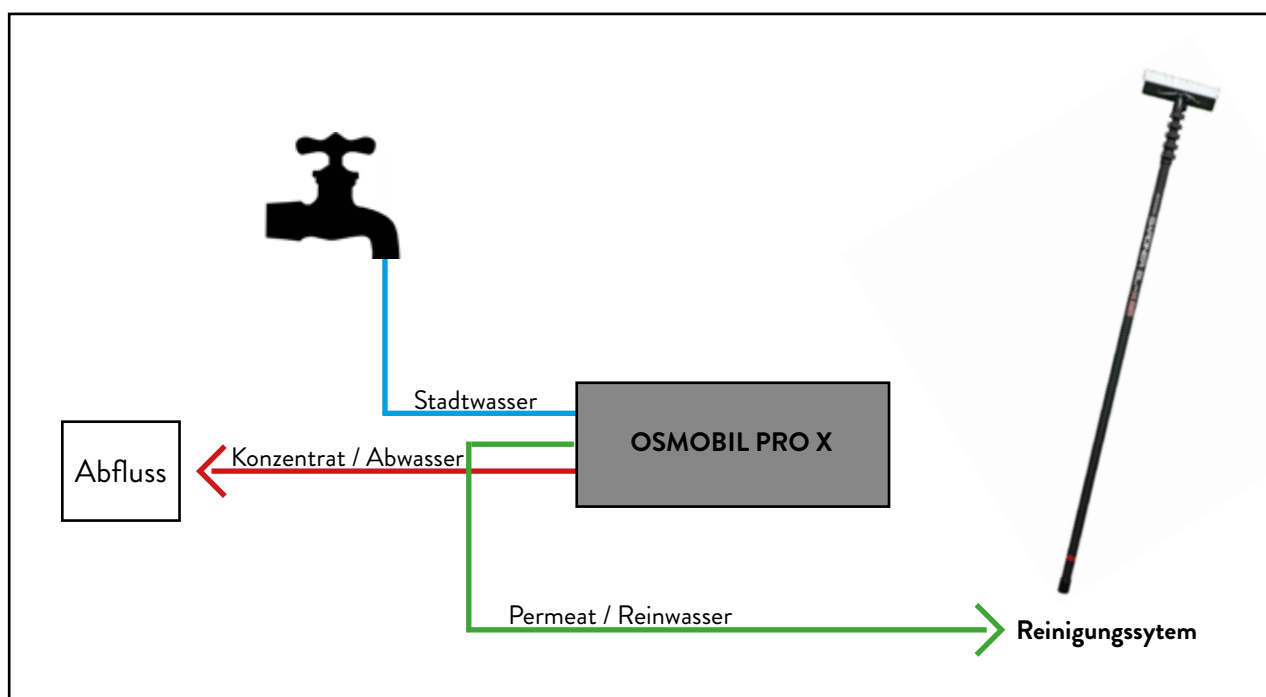 Stadtwasser
OSMOBIL PRO X
Konzentrat / Abwasser
Abfluss
Permeat / Reinwasser
Reinigungssytem